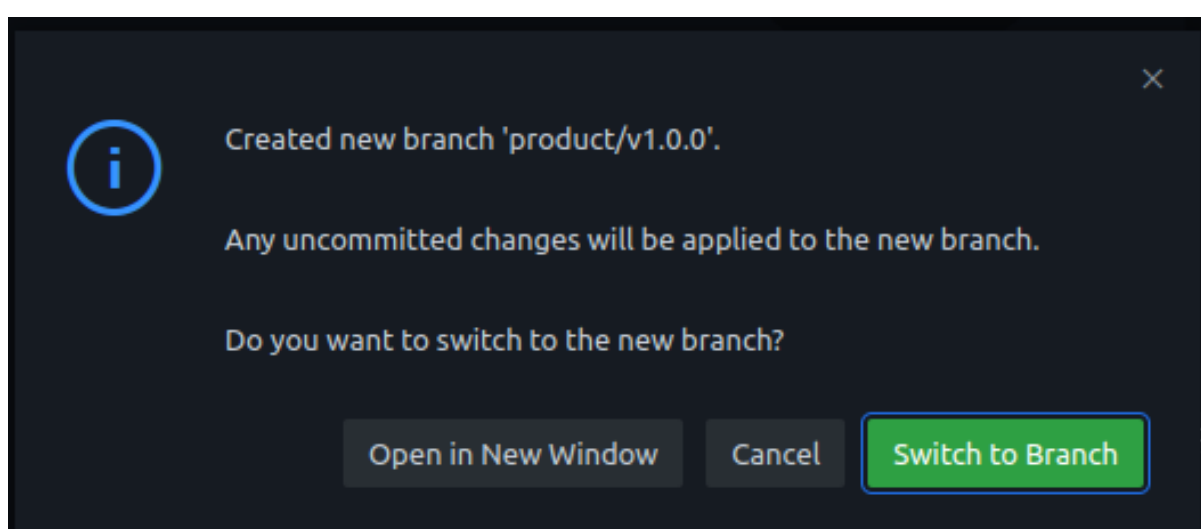 Created new branch 'product/v1.0.0'.
Any uncommitted changes will be applied to the new branch.
Do you want to switch to the new branch?
Open in New Window
Cancel
Switch to Branch